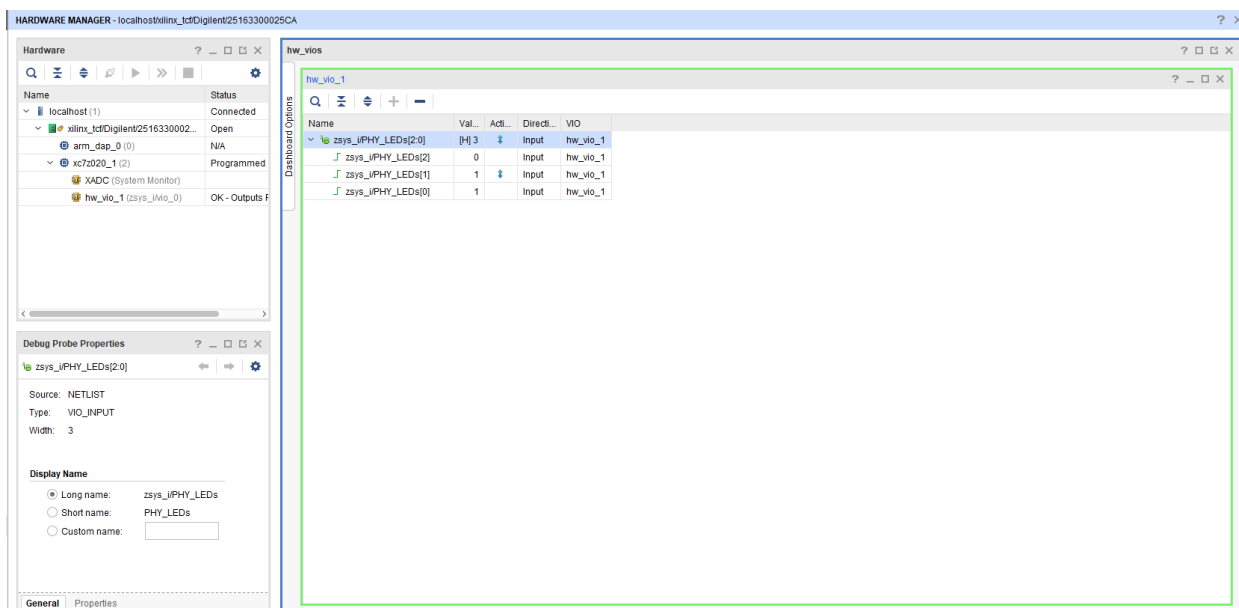 HARDWARE MANAGER - localhost/xilinx_tcf/Digilent/25163300025CA
Hardware
Name Status
localhost (1) Connected
xilinx_tcf/Digilent/2516330002... Open
arm_dap_0 (0) N/A
xc7z020_1 (2) Programmed
XADC (System Monitor)
hw_vio_1 (zsys_i/vio_0) OK - Outputs F
Debug Probe Properties
zsys_i/PHY_LEDs[2:0]
Source: NETLIST
Type: VIO_INPUT
Width: 3
Display Name
Long name: zsys_i/PHY_LEDs
Short name: PHY_LEDs
Custom name:
General Properties
hw_vios
Dashboard Options
hw_vio_1
Name Val... Acti... Directi... VIO
zsys_i/PHY_LEDs[2:0] [H] 3 Input hw_vio_1
zsys_i/PHY_LEDs[2] 0 Input hw_vio_1
zsys_i/PHY_LEDs[1] 1 Input hw_vio_1
zsys_i/PHY_LEDs[0] 1 Input hw_vio_1